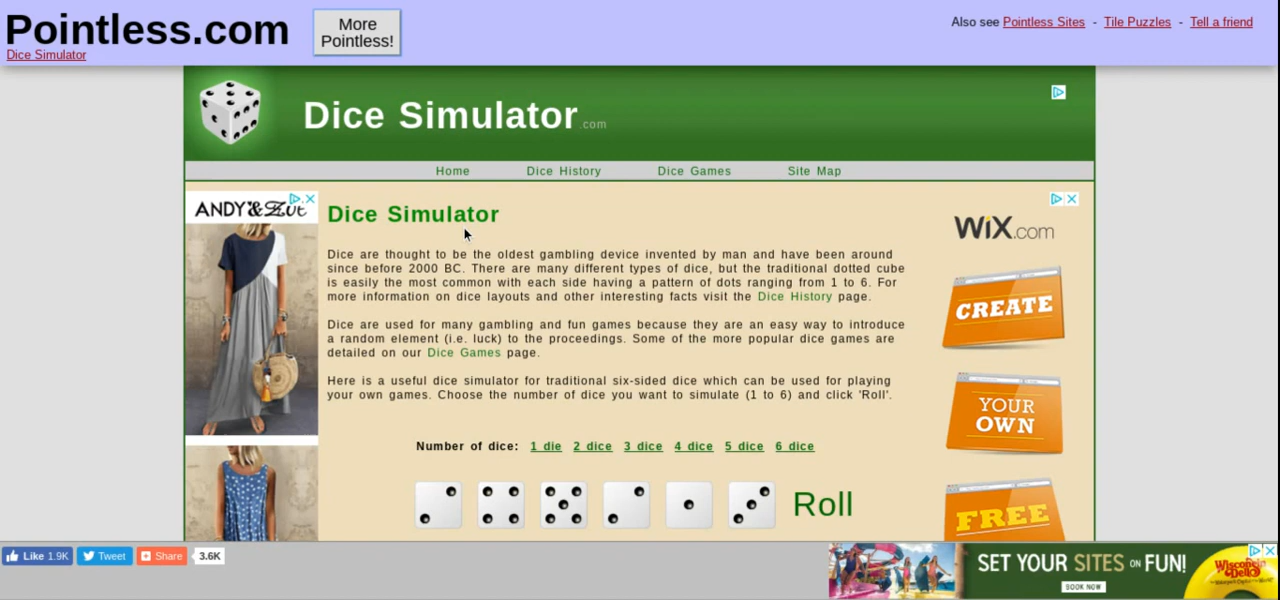 Pointless.com
More
Pointless!
Also see Pointless Sites - Tile Puzzles - Tell a friend
Dice Simulator
Dice Simulator.com
Home Dice History Dice Games Site Map
ANDY&
Dice Simulator
Dice are thought to be the oldest gambling device invented by man and have been around
since before 2000 BC. There are many different types of dice, but the traditional dotted cube
is easily the most common with each side having a pattern of dots ranging from 1 to 6. For
more information on dice layouts and other interesting facts visit the Dice History page.
Dice are used for many gambling and fun games because they are an easy way to introduce
a random element (i.e. luck) to the proceedings. Some of the more popular dice games are
detailed on our Dice Games page.
Here is a useful dice simulator for traditional six-sided dice which can be used for playing
your own games. Choose the number of dice you want to simulate (1 to 6) and click 'Roll'.
Number of dice: 1 die 2 dice 3 dice 4 dice 5 dice 6 dice
Roll
WiX.com
CREATE
YOUR
OWN
FREE
Like 1.9K Tweet Share 3.6K
SET YOUR SITES ON FUN!
BOOK NOW
Wisconsin
Dells